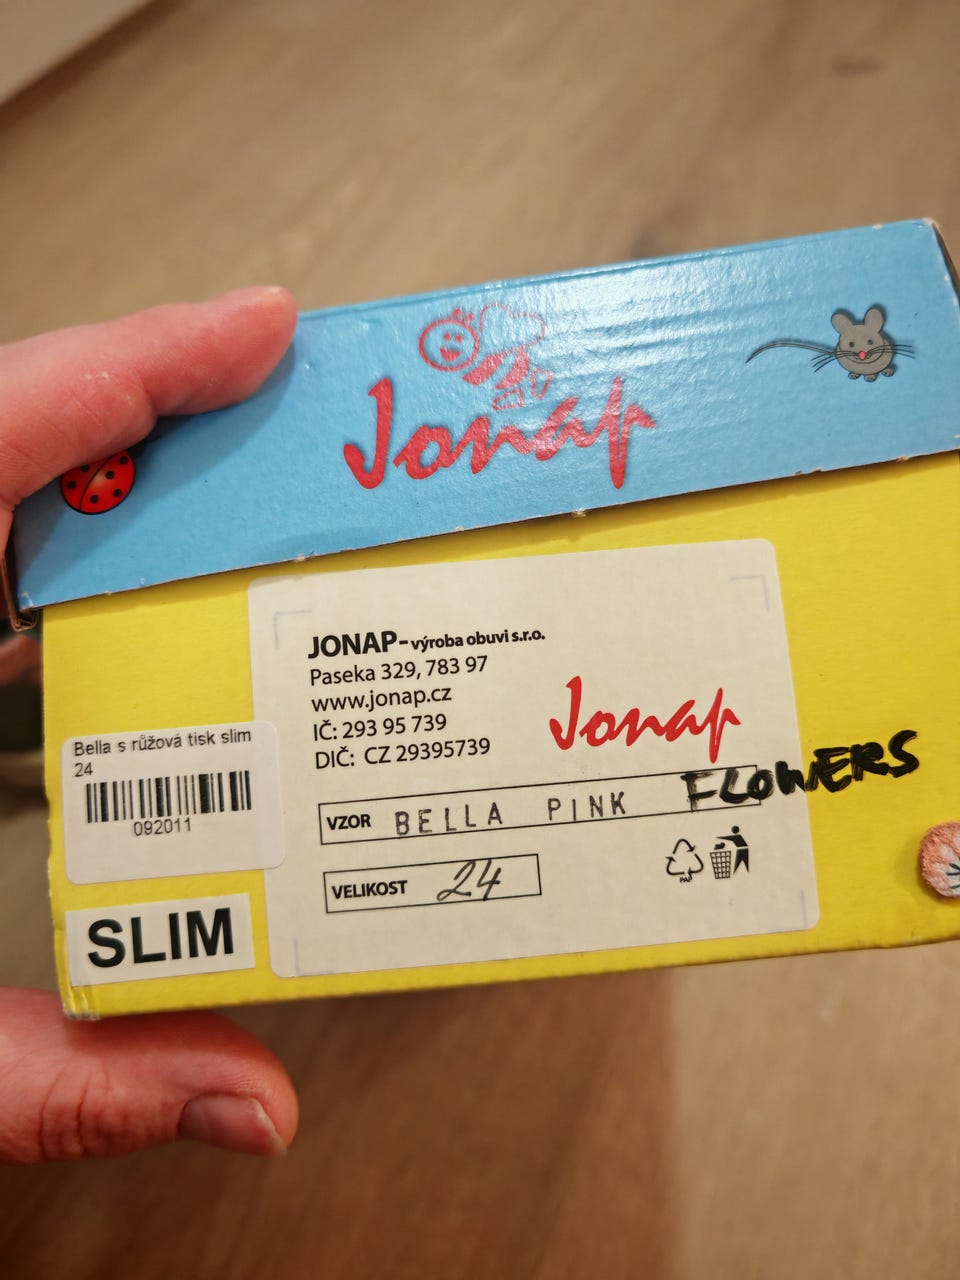 Jonap
JONAP-výroba obuvi s.r.o.
Paseka 329, 783 97
www.jonap.cz
IČ: 293 95 739
DIČ: CZ 29395739
Jonap
VZOR BELLA PINK FLOWERS
VELIKOST 24
PAP
Bella s růžová tisk slim
24
092011
SLIM